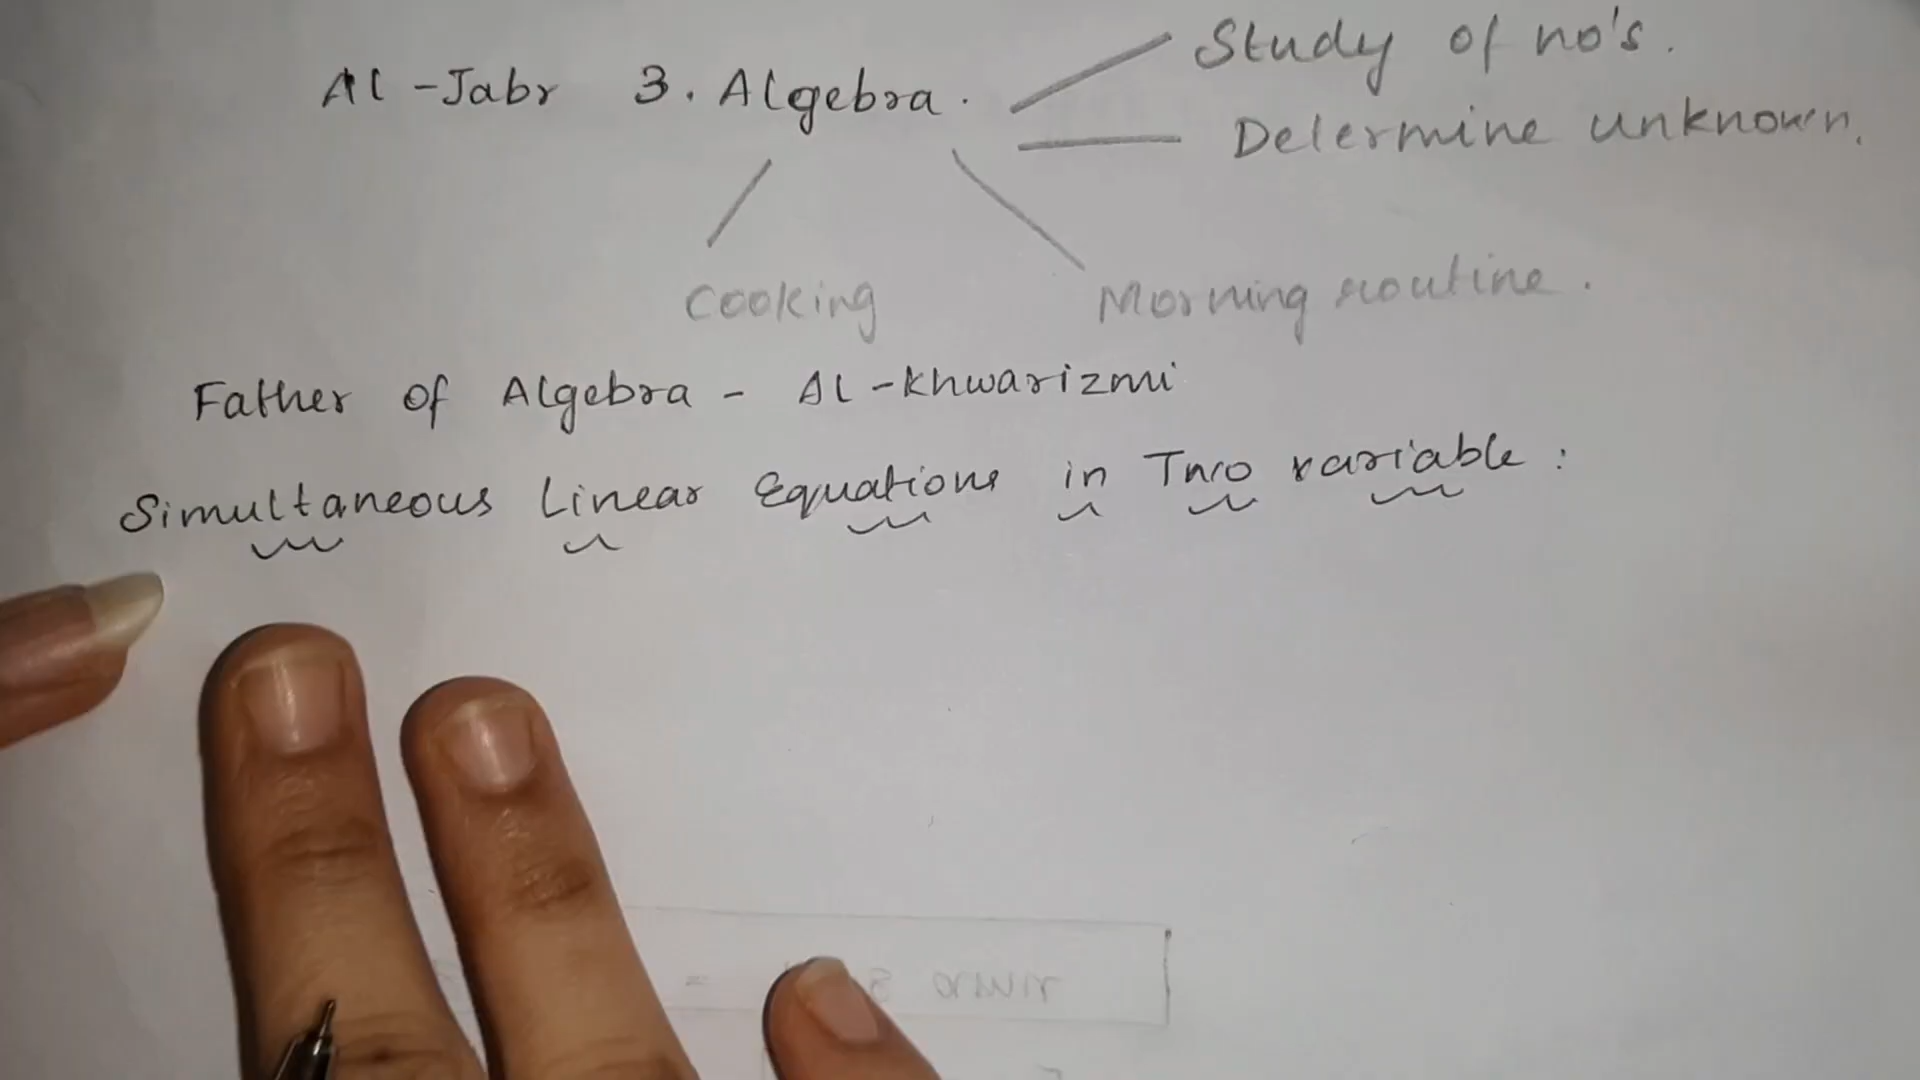 Study of no's.
Al-Jabr 3. Algebra.
Determine unknown.
Cooking
Morning routine.
Father of Algebra - Al-khwarizmi
Simultaneous Linear Equations in Two variable: